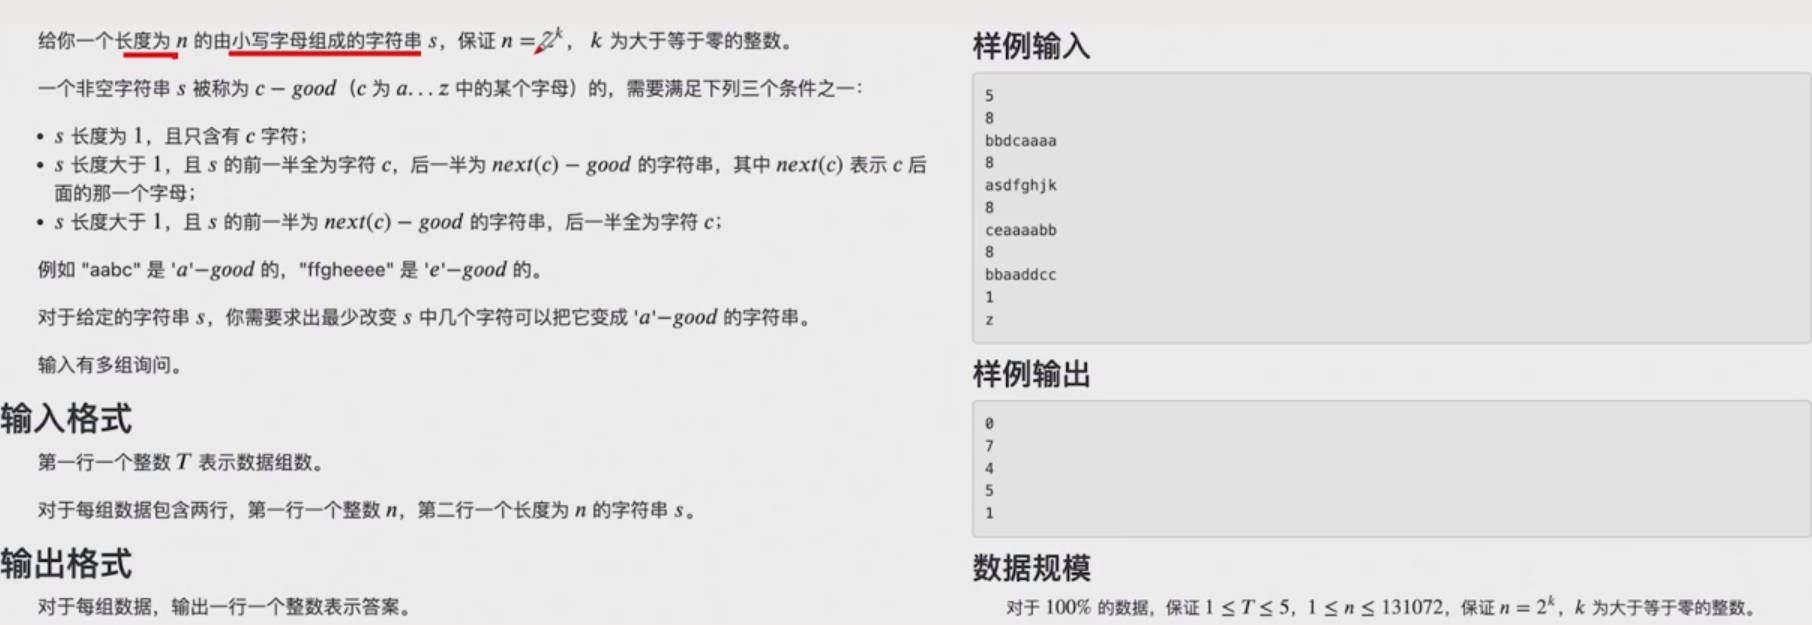 给你一个长度为 n 的由小写字母组成的字符串 s，保证 n = 2^k， k 为大于等于零的整数。
一个非空字符串 s 被称为 c − good（c 为 a...z 中的某个字母）的，需要满足下列三个条件之一：
• s 长度为 1，且只含有 c 字符；
• s 长度大于 1，且 s 的前一半全为字符 c，后一半为 next(c) − good 的字符串，其中 next(c) 表示 c 后
面的那一个字母；
• s 长度大于 1，且 s 的前一半为 next(c) − good 的字符串，后一半全为字符 c；
例如 "aabc" 是 'a'−good 的，"ffgheeee" 是 'e'−good 的。
对于给定的字符串 s，你需要求出最少改变 s 中几个字符可以把它变成 'a'−good 的字符串。
输入有多组询问。
输入格式
第一行一个整数 T 表示数据组数。
对于每组数据包含两行，第一行一个整数 n，第二行一个长度为 n 的字符串 s。
输出格式
对于每组数据，输出一行一个整数表示答案。
样例输入
5
8
bbdcaaaa
8
asdfghjk
8
ceaaaabb
8
bbaaddcc
1
z
样例输出
0
7
4
5
1
数据规模
对于 100% 的数据，保证 1 ≤ T ≤ 5，1 ≤ n ≤ 131072，保证 n = 2^k，k 为大于等于零的整数。